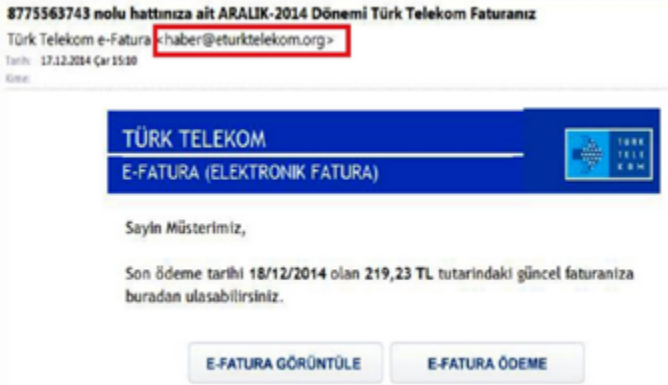 8775563743 nolu hattınıza ait ARALIK-2014 Dönemi Türk Telekom Faturanız
Türk Telekom e-Fatura <haber@eturktelekom.org>
Tarih: 17.12.2014 Çar 15:10
Kime:
TÜRK TELEKOM
E-FATURA (ELEKTRONIK FATURA)
TÜRK
TELE
KOM
Sayin Müsterimiz,
Son ödeme tarihi 18/12/2014 olan 219,23 TL tutarindaki güncel faturaniza
buradan ulasabilirsiniz.
E-FATURA GÖRÜNTÜLE E-FATURA ÖDEME